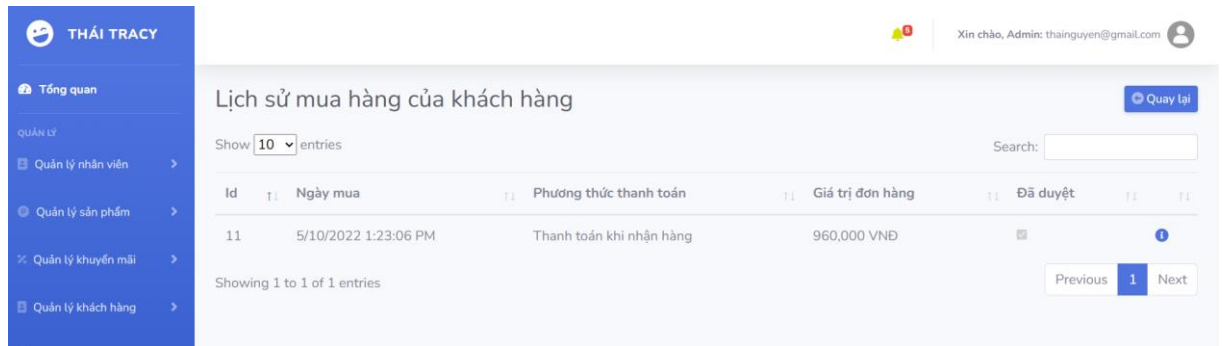 THÁI TRACY
5
Xin chào, Admin: thainguyen@gmail.com
Tổng quan
QUẢN LÝ
Quản lý nhân viên
Quản lý sản phẩm
Quản lý khuyến mãi
Quản lý khách hàng
Lịch sử mua hàng của khách hàng
Quay lại
Show 10 entries
Search:
Id Ngày mua Phương thức thanh toán Giá trị đơn hàng Đã duyệt
11 5/10/2022 1:23:06 PM Thanh toán khi nhận hàng 960,000 VNĐ
Showing 1 to 1 of 1 entries
Previous 1 Next